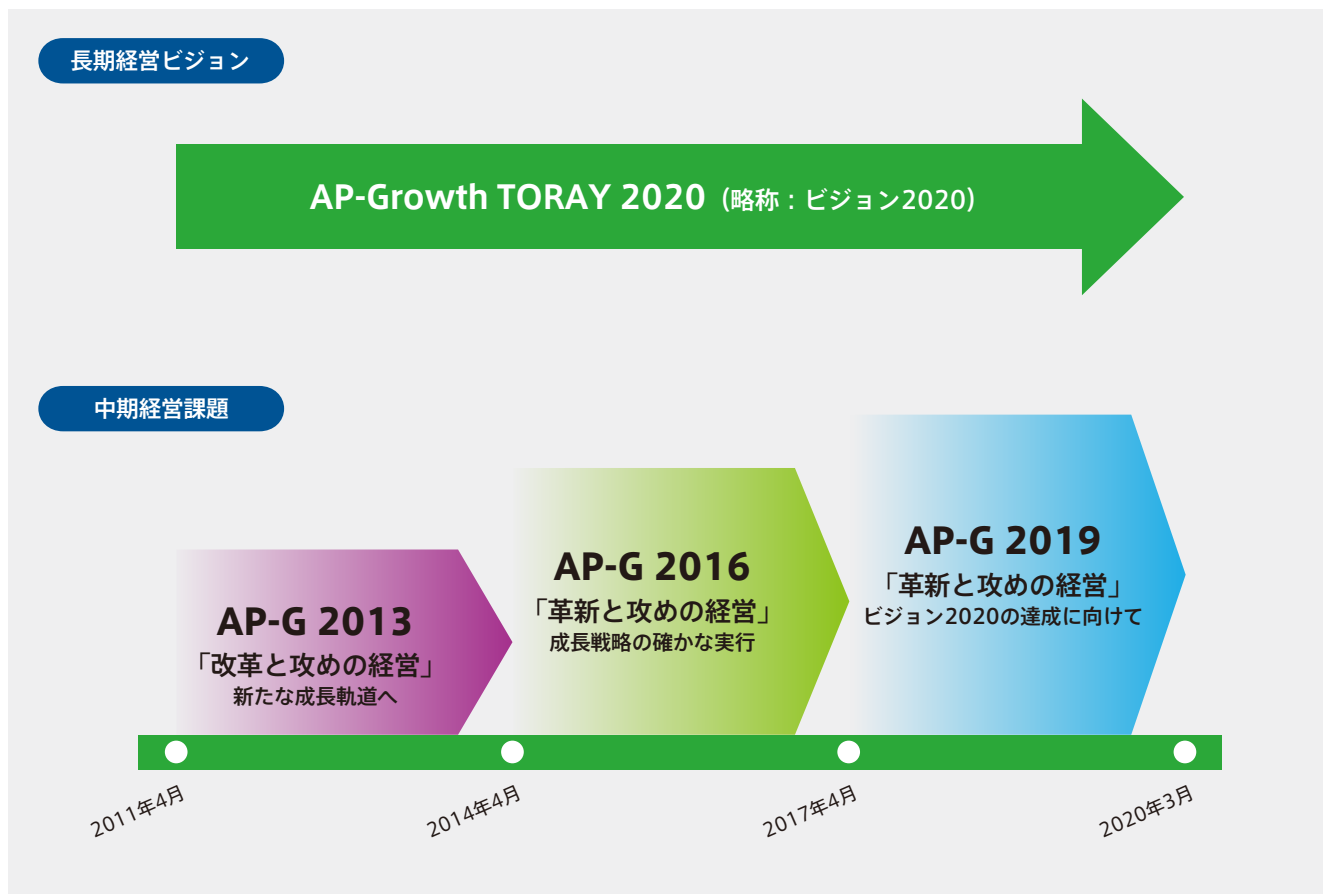 長期経営ビジョン
AP-Growth TORAY 2020 (略称：ビジョン2020)
中期経営課題
AP-G 2013
「改革と攻めの経営」
新たな成長軌道へ
AP-G 2016
「革新と攻めの経営」
成長戦略の確かな実行
AP-G 2019
「革新と攻めの経営」
ビジョン2020の達成に向けて
2011年4月
2014年4月
2017年4月
2020年3月